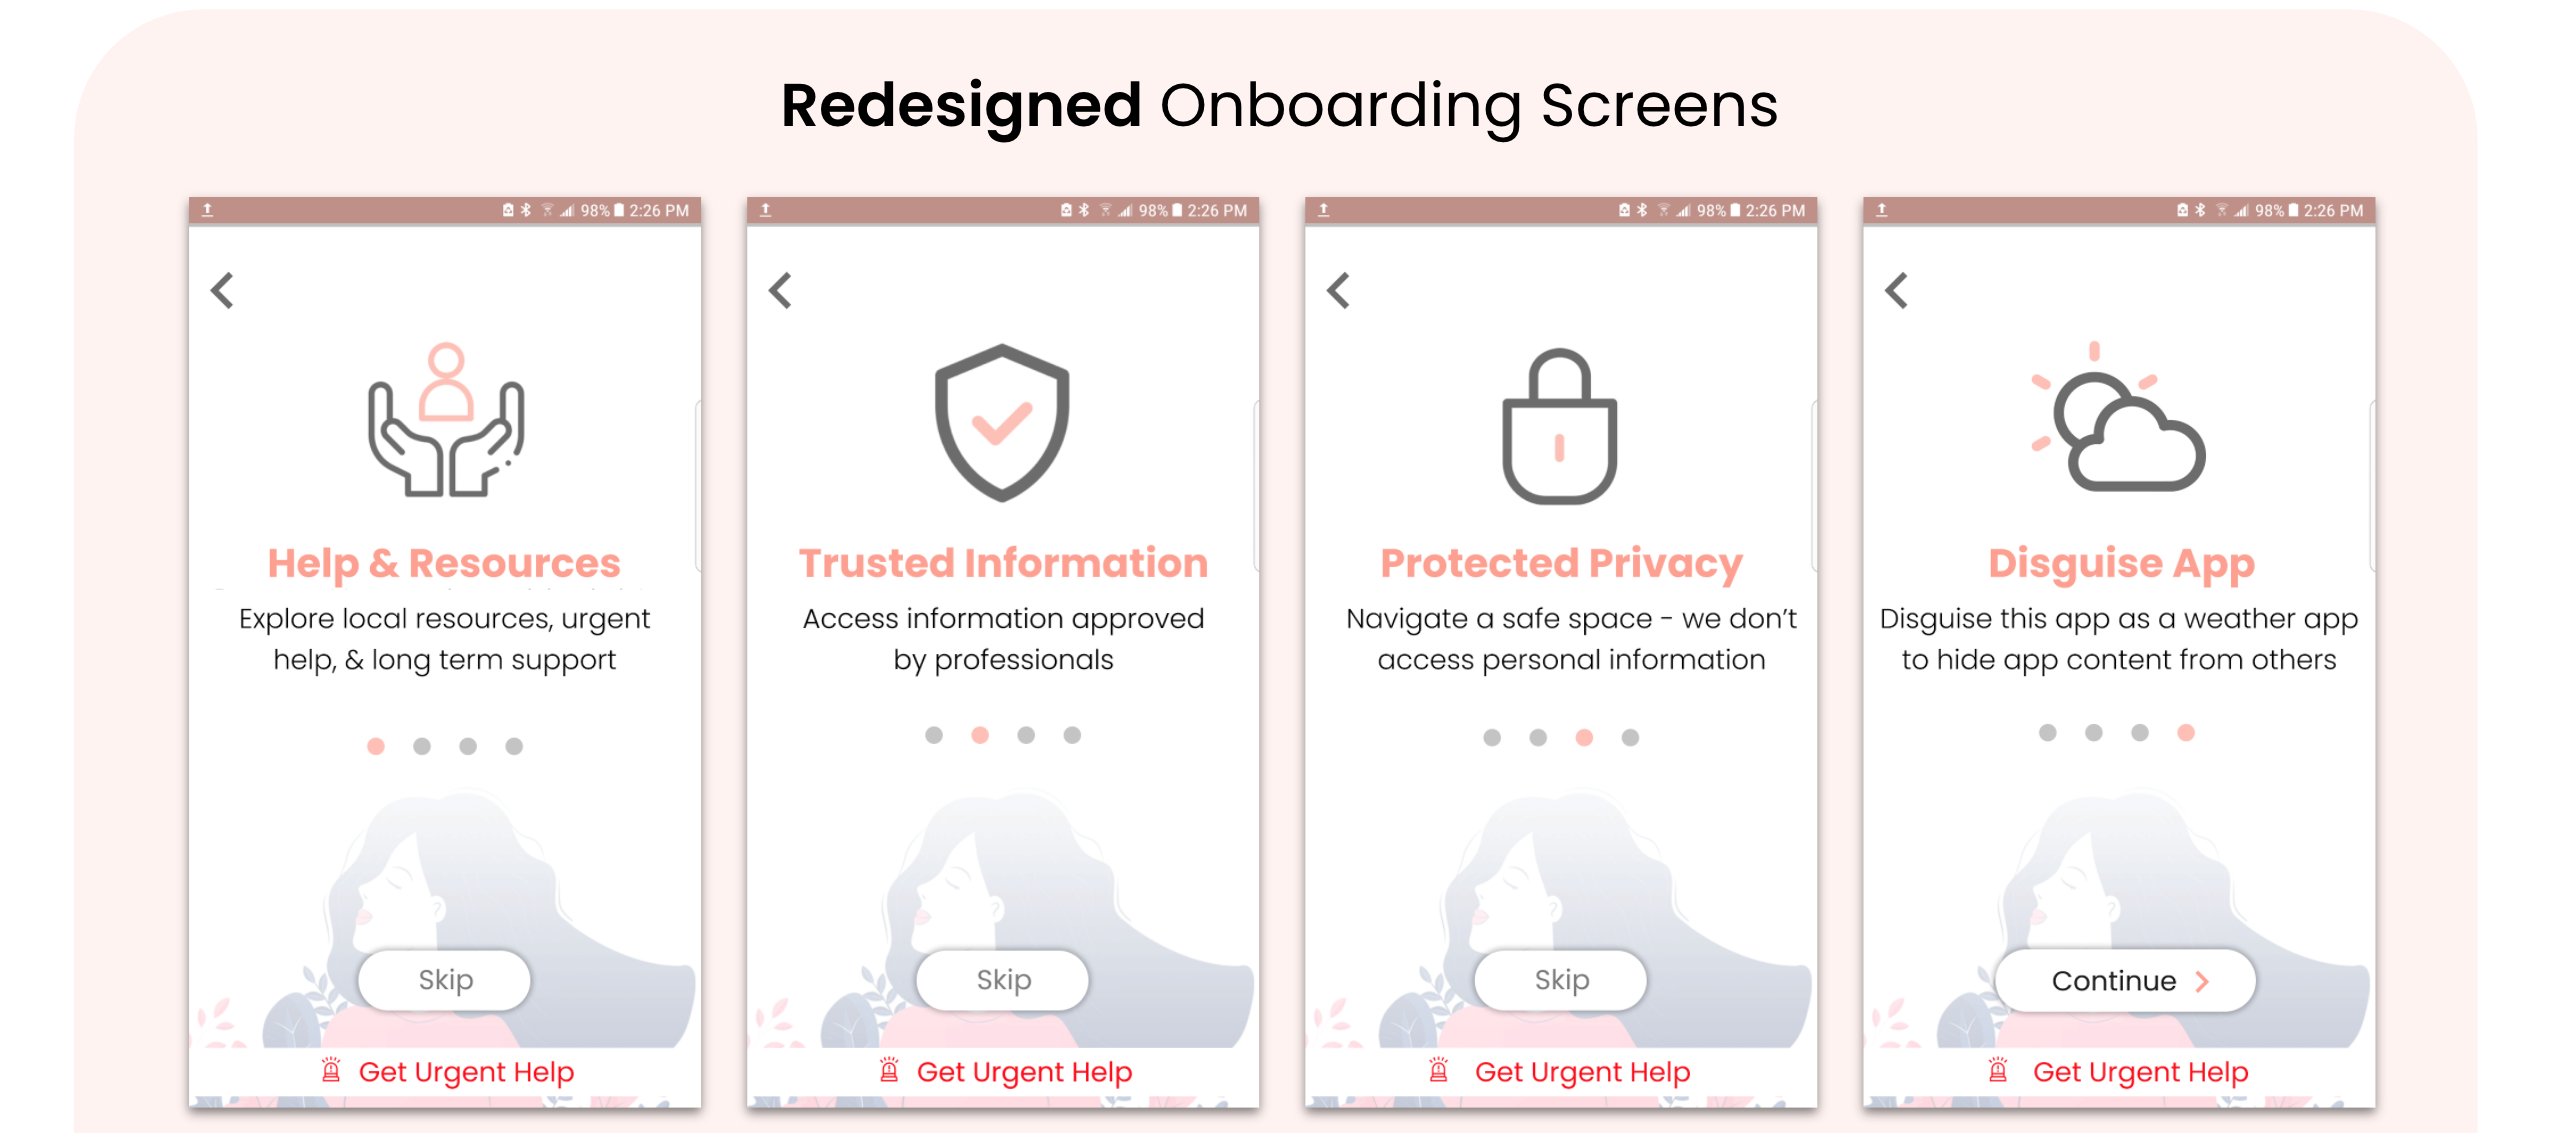 Redesigned Onboarding Screens
98% 2:26 PM
Help & Resources
Explore local resources, urgent
help, & long term support
Skip
Get Urgent Help
98% 2:26 PM
Trusted Information
Access information approved
by professionals
Skip
Get Urgent Help
98% 2:26 PM
Protected Privacy
Navigate a safe space - we don't
access personal information
Skip
Get Urgent Help
98% 2:26 PM
Disguise App
Disguise this app as a weather app
to hide app content from others
Continue
Get Urgent Help